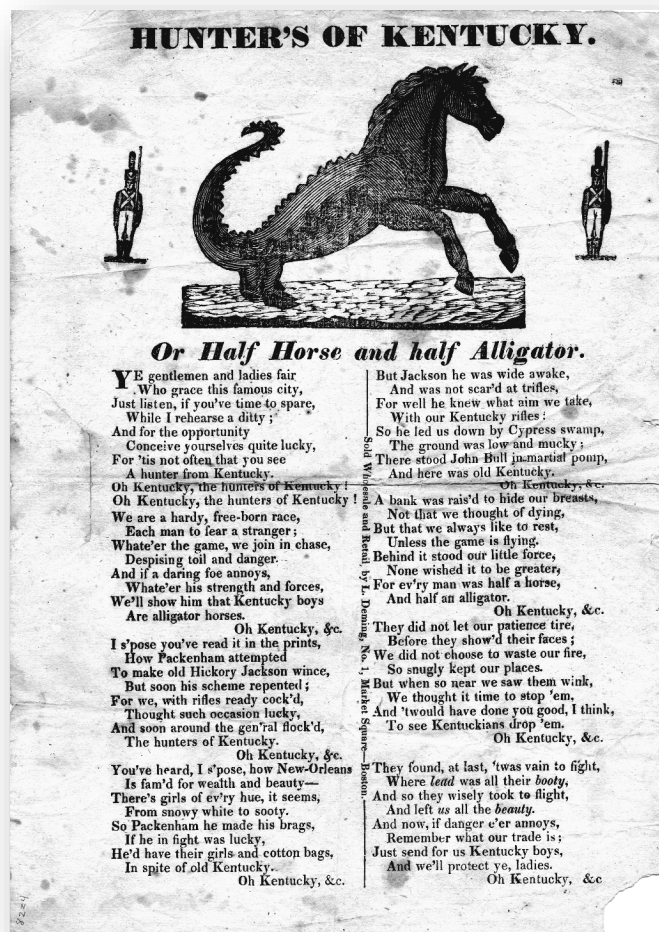 HUNTER'S OF KENTUCKY.
Or Half Horse and half Alligator.
YE gentlemen and ladies fair
Who grace this famous city,
Just listen, if you've time to spare,
While I rehearse a ditty ;
And for the opportunity
Conceive yourselves quite lucky,
For 'tis not often that you see
A hunter from Kentucky.
Oh Kentucky, the hunters of Kentucky !
Oh Kentucky, the hunters of Kentucky !
We are a hardy, free-born race,
Each man to fear a stranger ;
Whate'er the game, we join in chase,
Despising toil and danger.
And if a daring foe annoys,
Whate'er his strength and forces,
We'll show him that Kentucky boys
Are alligator horses.
Oh Kentucky, &c.
I s'pose you've read it in the prints,
How Packenham attempted
To make old Hickory Jackson wince,
But soon his scheme repented ;
For we, with rifles ready cock'd,
Thought such occasion lucky,
And soon around the gen'ral flock'd,
The hunters of Kentucky.
Oh Kentucky, &c.
You've heard, I s'pose, how New-Orleans
Is fam'd for wealth and beauty—
There's girls of ev'ry hue, it seems,
From snowy white to sooty.
So Packenham he made his brags,
If he in fight was lucky,
He'd have their girls and cotton bags,
In spite of old Kentucky.
Oh Kentucky, &c.
Sold Wholesale and Retail, by L. Deming, No. 1, Market Square—Boston.
But Jackson he was wide awake,
And was not scar'd at trifles,
For well he knew what aim we take,
With our Kentucky rifles :
So he led us down by Cypress swamp,
The ground was low and mucky ;
There stood John Bull in martial pomp,
And here was old Kentucky.
Oh Kentucky, &c.
A bank was rais'd to hide our breasts,
Not that we thought of dying,
But that we always like to rest,
Unless the game is flying.
Behind it stood our little force,
None wished it to be greater,
For ev'ry man was half a horse,
And half an alligator.
Oh Kentucky, &c.
They did not let our patience tire,
Before they show'd their faces ;
We did not choose to waste our fire,
So snugly kept our places.
But when so near we saw them wink,
We thought it time to stop 'em,
And 'twould have done you good, I think,
To see Kentuckians drop 'em.
Oh Kentucky, &c.
They found, at last, 'twas vain to fight,
Where lead was all their booty,
And so they wisely took to flight,
And left us all the beauty.
And now, if danger e'er annoys,
Remember what our trade is ;
Just send for us Kentucky boys,
And we'll protect ye, ladies.
Oh Kentucky, &c